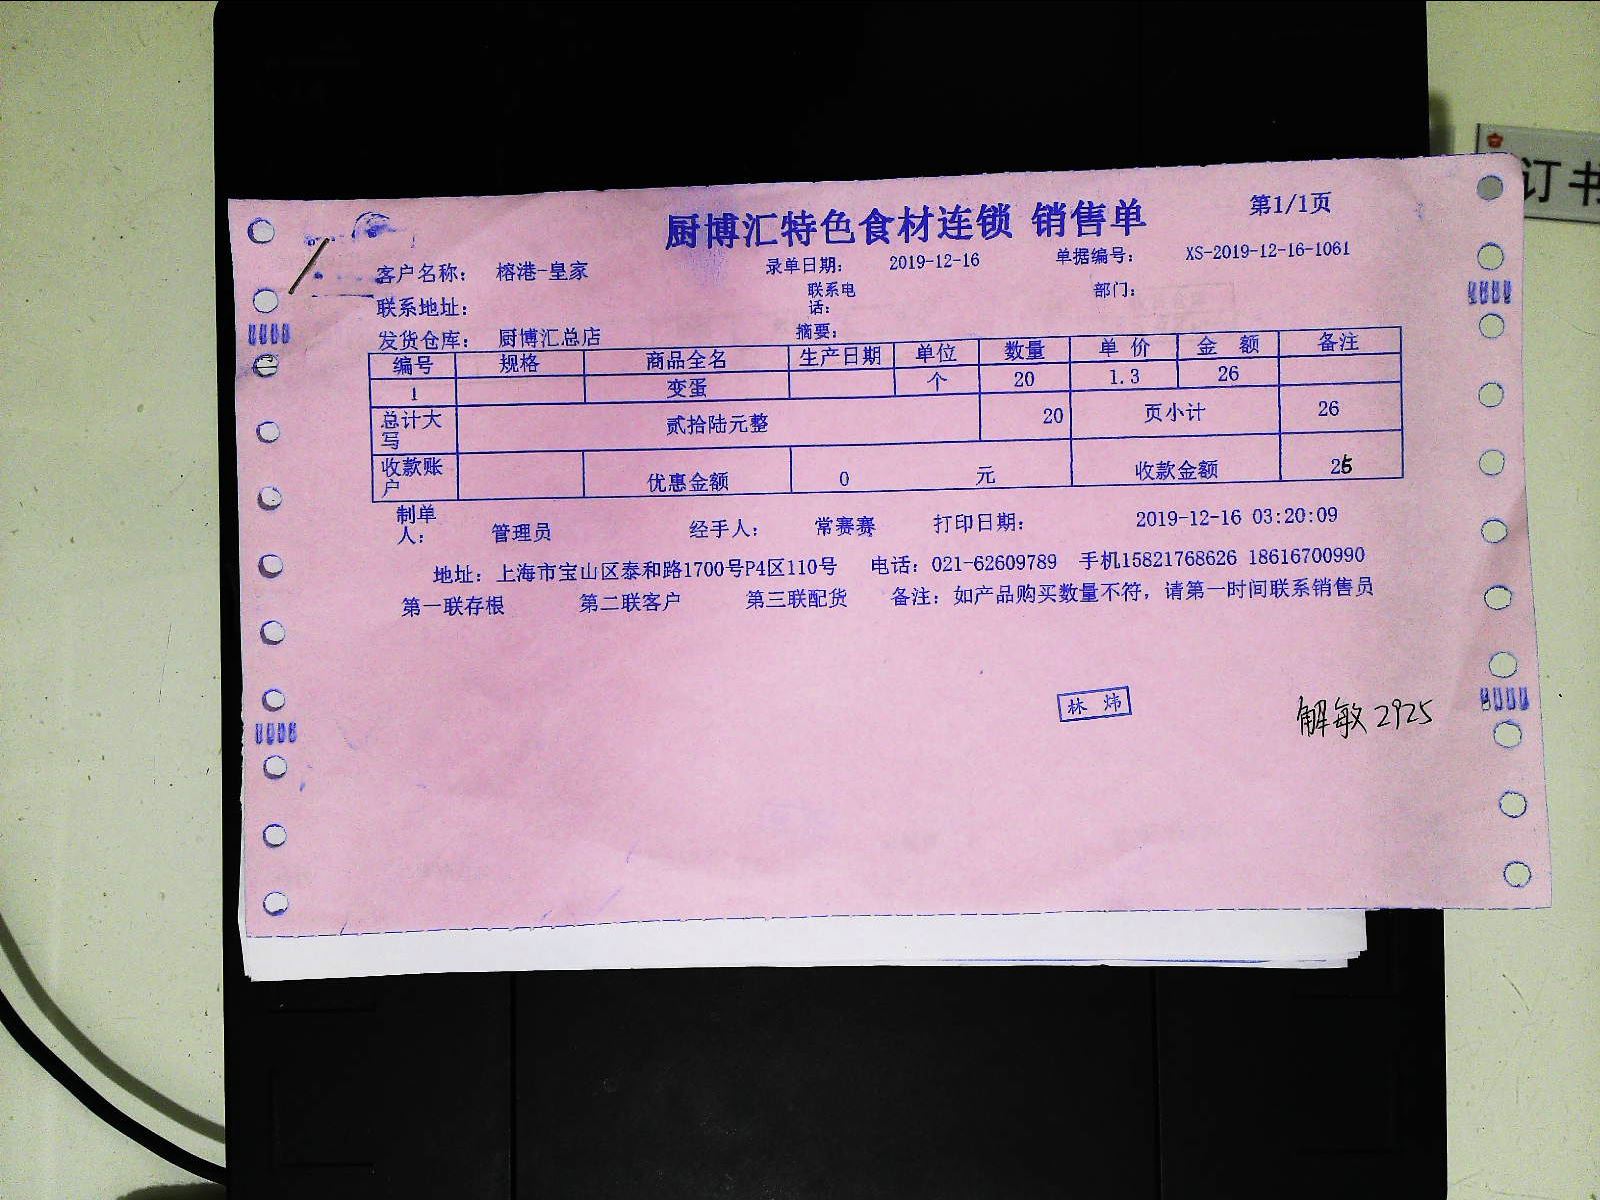 订书
厨博汇特色食材连锁 销售单 第1/1页
客户名称： 榕港-皇家 录单日期： 2019-12-16 单据编号： XS-2019-12-16-1061
联系地址： 联系电话： 部门：
发货仓库： 厨博汇总店 摘要：
编号 规格 商品全名 生产日期 单位 数量 单 价 金 额 备注
1 变蛋 个 20 1.3 26
总计大写 贰拾陆元整 20 页小计 26
收款账户 优惠金额 0 元 收款金额
制单人： 管理员 经手人： 常赛赛 打印日期： 2019-12-16 03:20:09
地址：上海市宝山区泰和路1700号P4区110号 电话：021-62609789 手机15821768626 18616700990
第一联存根 第二联客户 第三联配货 备注：如产品购买数量不符，请第一时间联系销售员
林 炜
解敏 2925